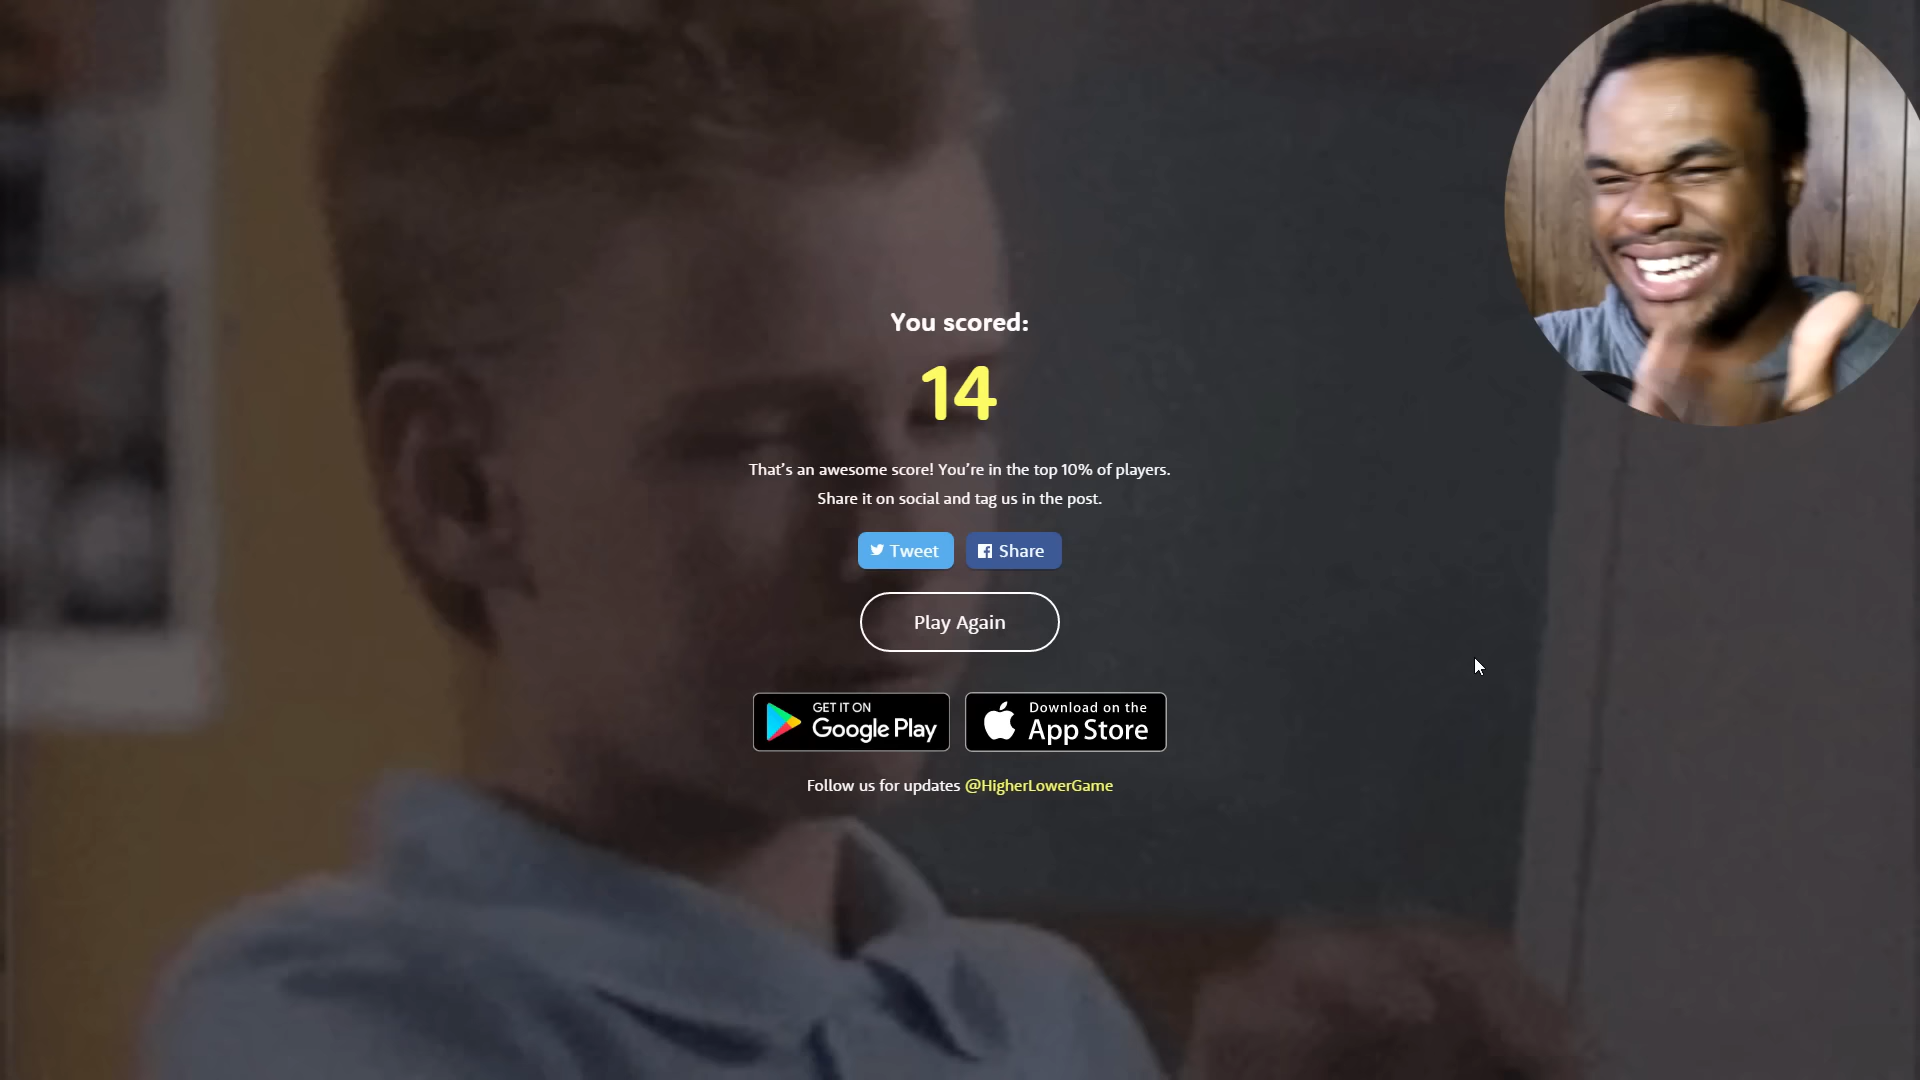 You scored:
14
That's an awesome score! You're in the top 10% of players.
Share it on social and tag us in the post.
Tweet
Share
Play Again
GET IT ON
Google Play
Download on the
App Store
Follow us for updates @HigherLowerGame